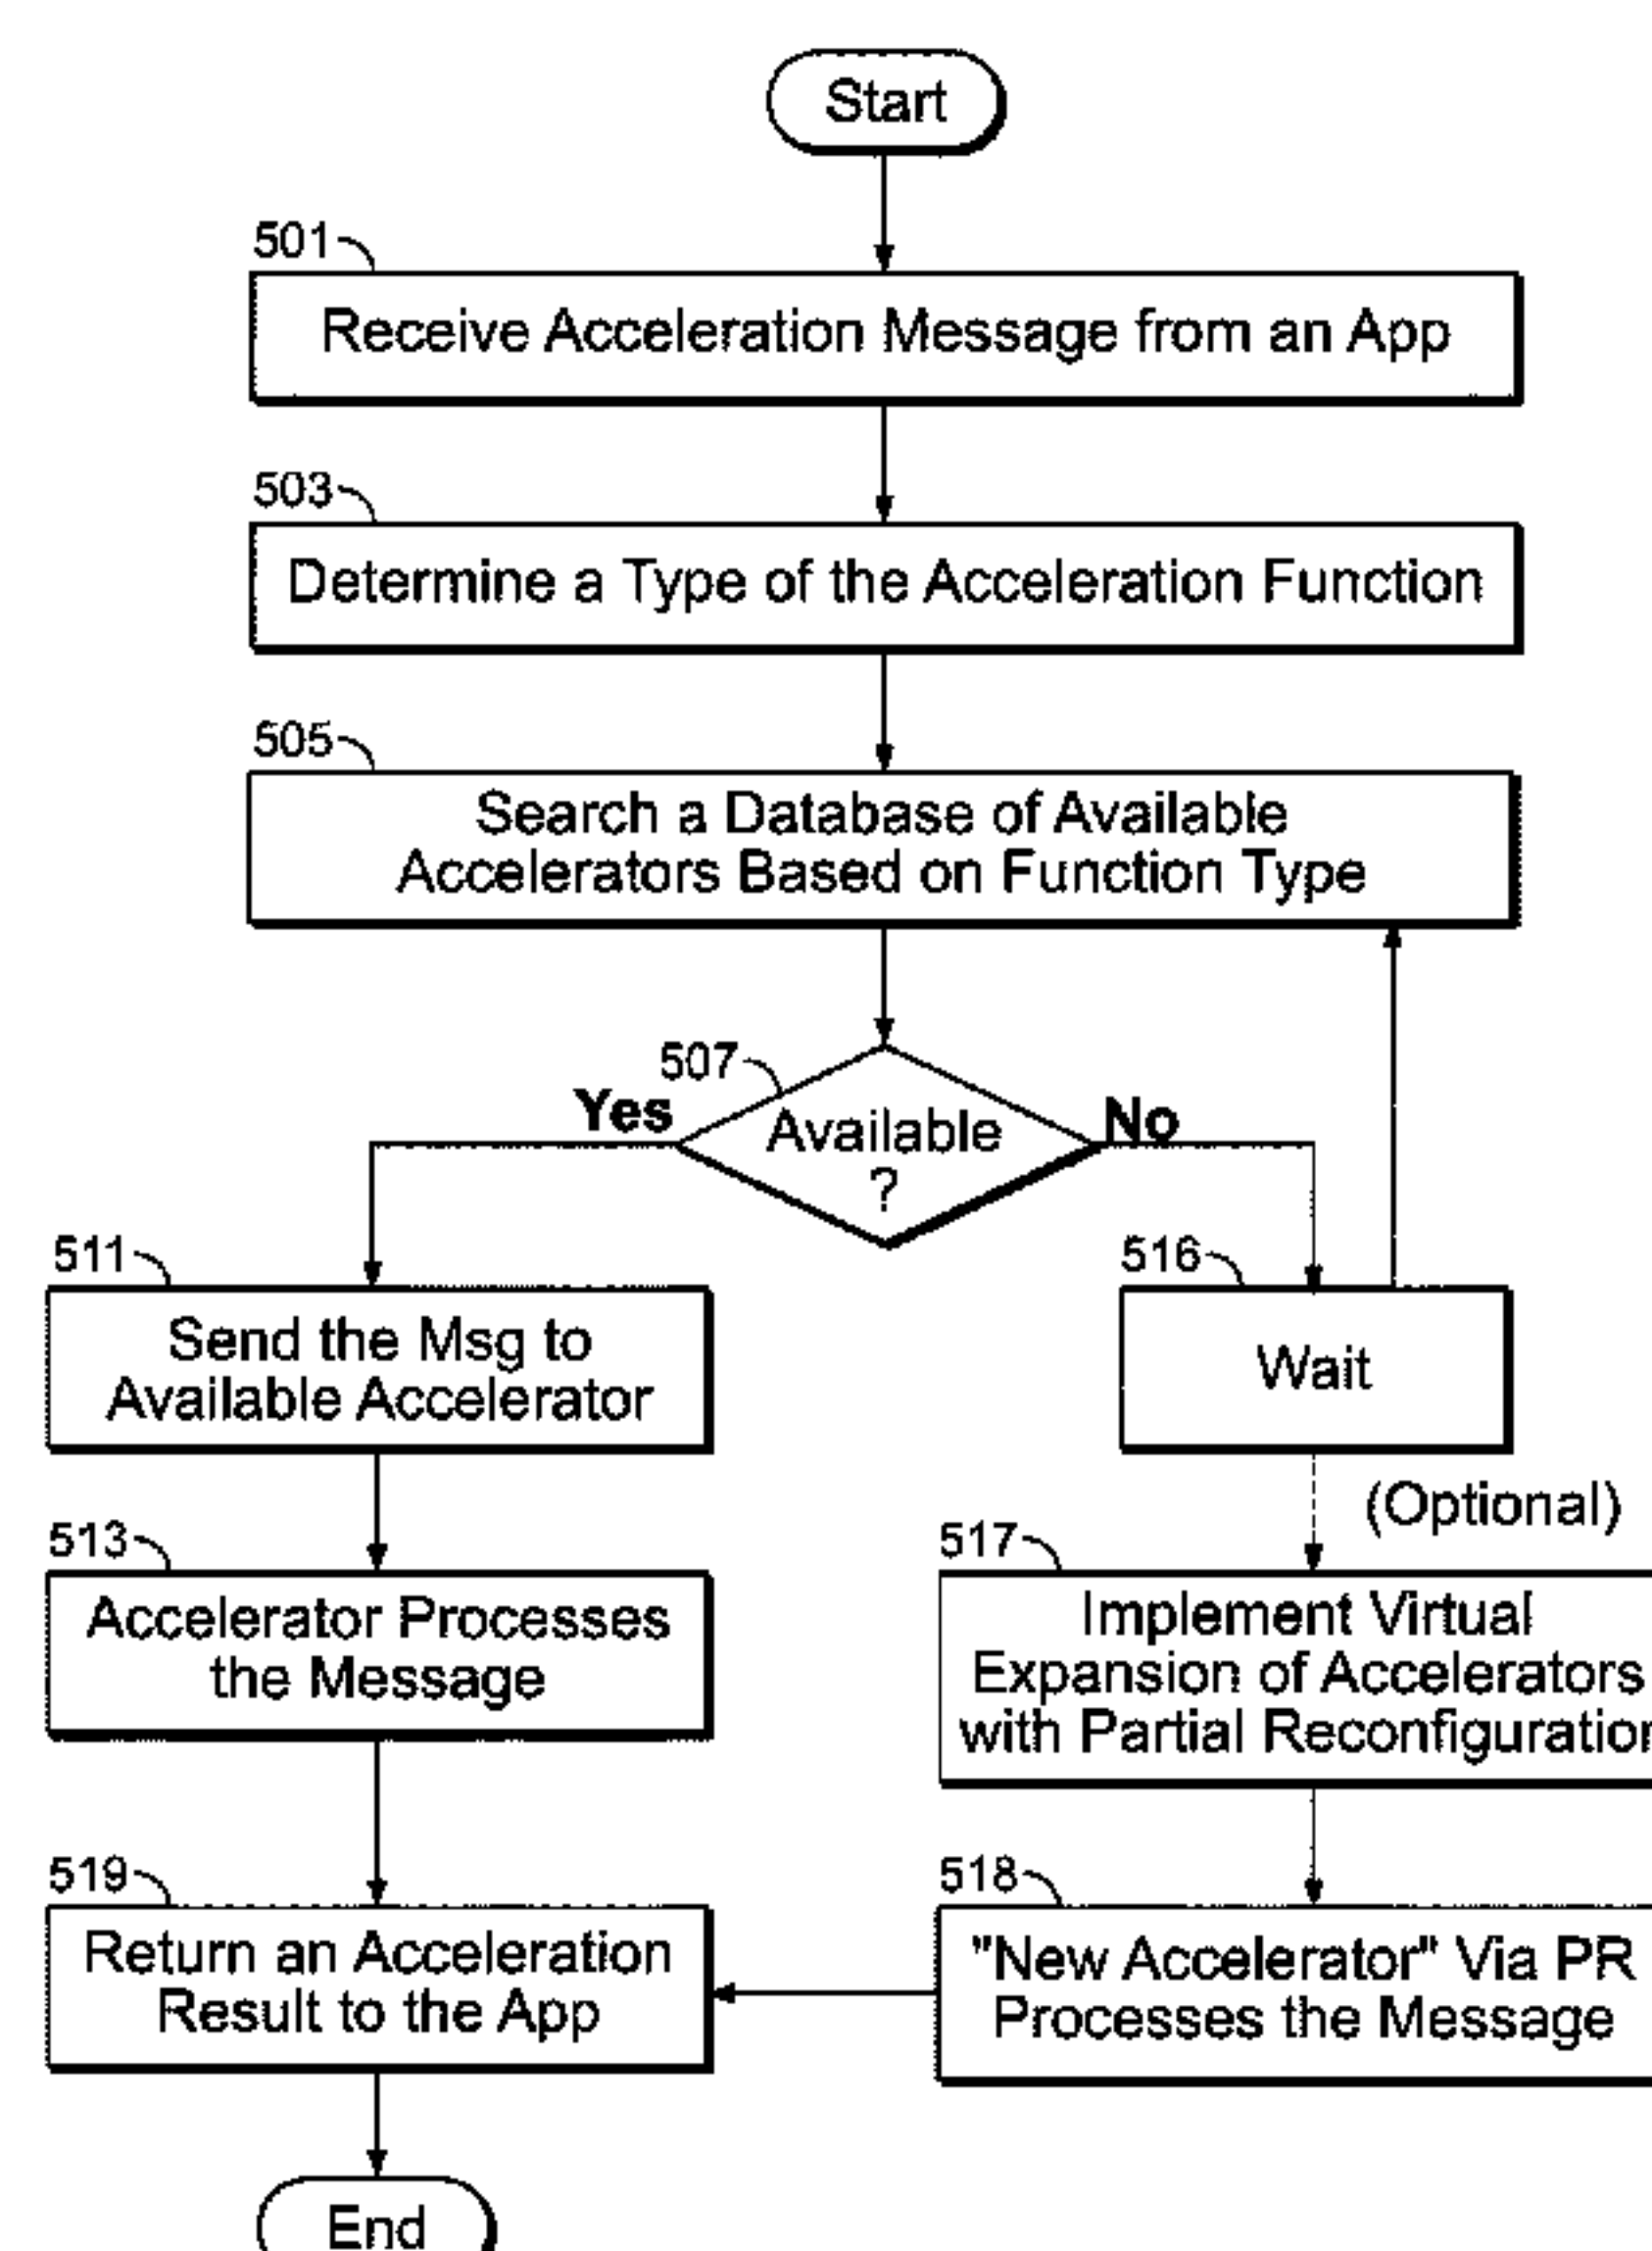 Start
501
Receive Acceleration Message from an App
503
Determine a Type of the Acceleration Function
505
Search a Database of Available
Accelerators Based on Function Type
507
Yes
Available
?
No
511
Send the Msg to
Available Accelerator
516
Wait
(Optional)
513
Accelerator Processes
the Message
517
Implement Virtual
Expansion of Accelerators
with Partial Reconfiguration
519
Return an Acceleration
Result to the App
518
"New Accelerator" Via PR
Processes the Message
End